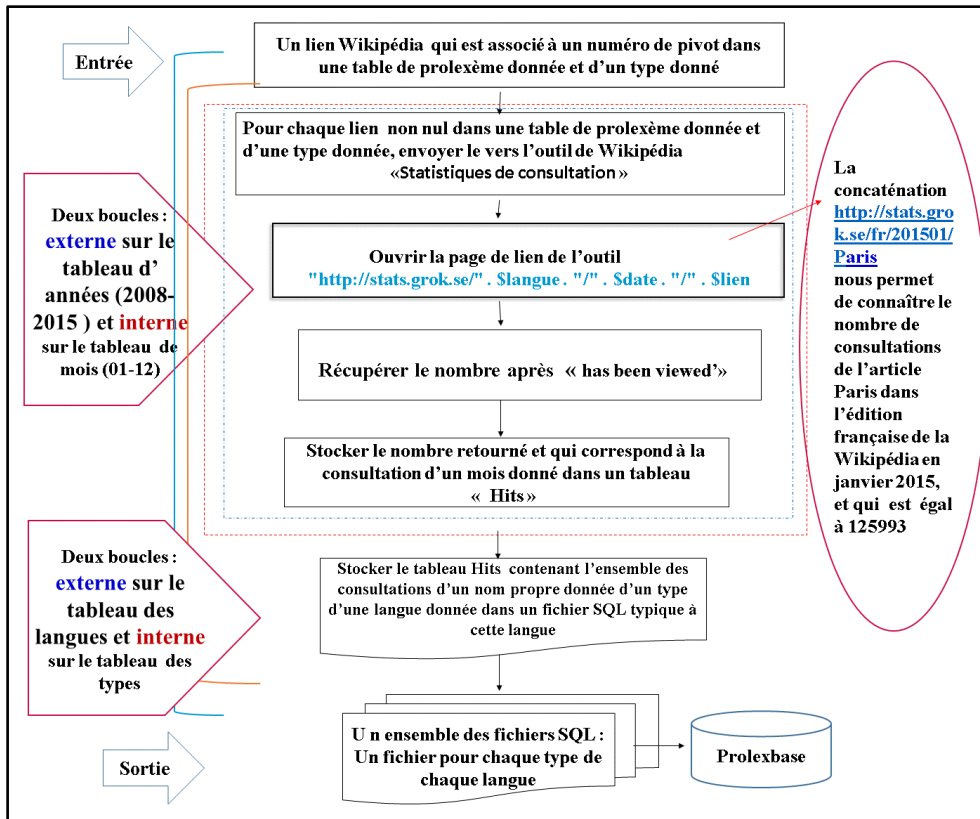 Entrée
Un lien Wikipédia qui est associé à un numéro de pivot dans
une table de prolexème donnée et d'un type donné
Pour chaque lien non nul dans une table de prolexème donnée et
d'une type donnée, envoyer le vers l'outil de Wikipédia
«Statistiques de consultation »
Deux boucles :
externe sur le
tableau d'
années (2008-
2015 ) et interne
sur le tableau de
mois (01-12)
Ouvrir la page de lien de l'outil
"http://stats.grok.se/" . $langue . "/" . $date . "/" . $lien
Récupérer le nombre après « has been viewed'»
Stocker le nombre retourné et qui correspond à la
consultation d'un mois donné dans un tableau
« Hits»
La
concaténation
http://stats.gro
k.se/fr/201501/
Paris
nous permet
de connaître le
nombre de
consultations
de l'article
Paris dans
l'édition
française de la
Wikipédia en
janvier 2015,
et qui est égal
à 125993
Deux boucles :
externe sur le
tableau des
langues et interne
sur le tableau des
types
Stocker le tableau Hits contenant l'ensemble des
consultations d'un nom propre donnée d'un type
d'une langue donnée dans un fichier SQL typique à
cette langue
U n ensemble des fichiers SQL :
Un fichier pour chaque type de
chaque langue
Prolexbase
Sortie